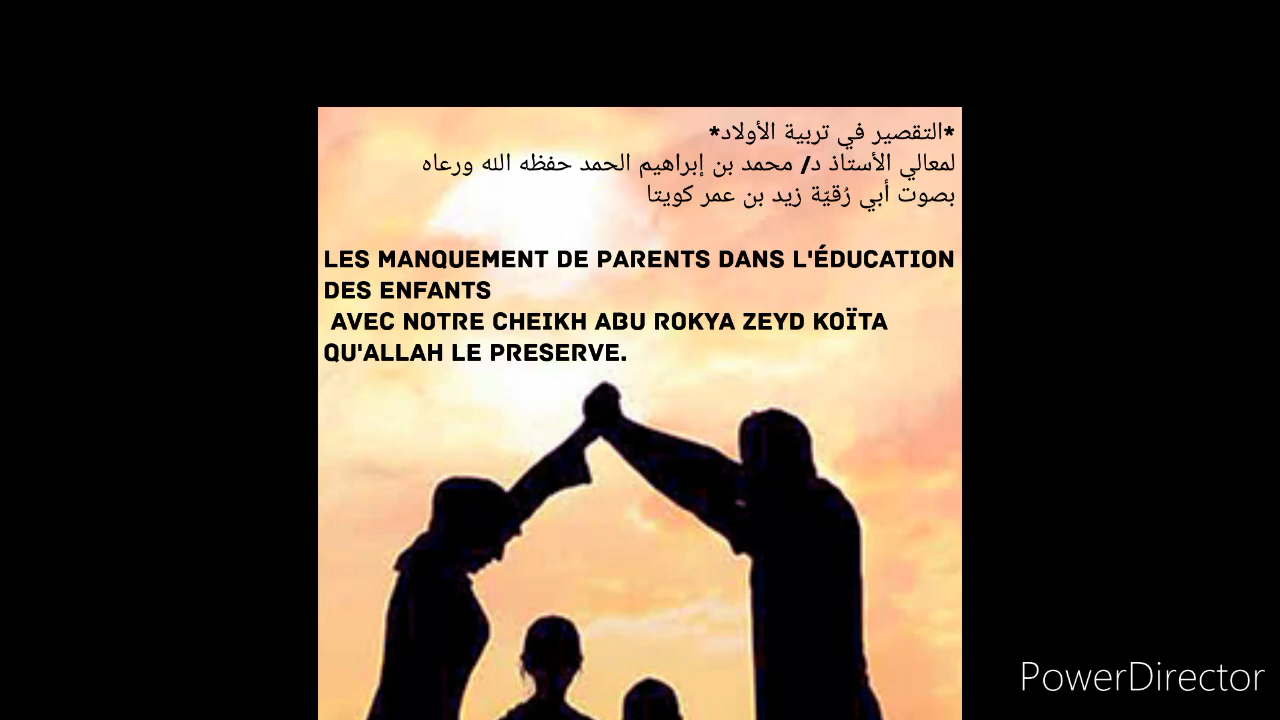 *التقصير في تربية الأولاد*
لمعالي الأستاذ د/ محمد بن إبراهيم الحمد حفظه الله ورعاه
بصوت أبي رُقيّة زيد بن عمر كويتا
LES MANQUEMENT DE PARENTS DANS L'ÉDUCATION
DES ENFANTS
AVEC NOTRE CHEIKH ABU ROKYA ZEYD KOÏTA
QU'ALLAH LE PRESERVE.
PowerDirector